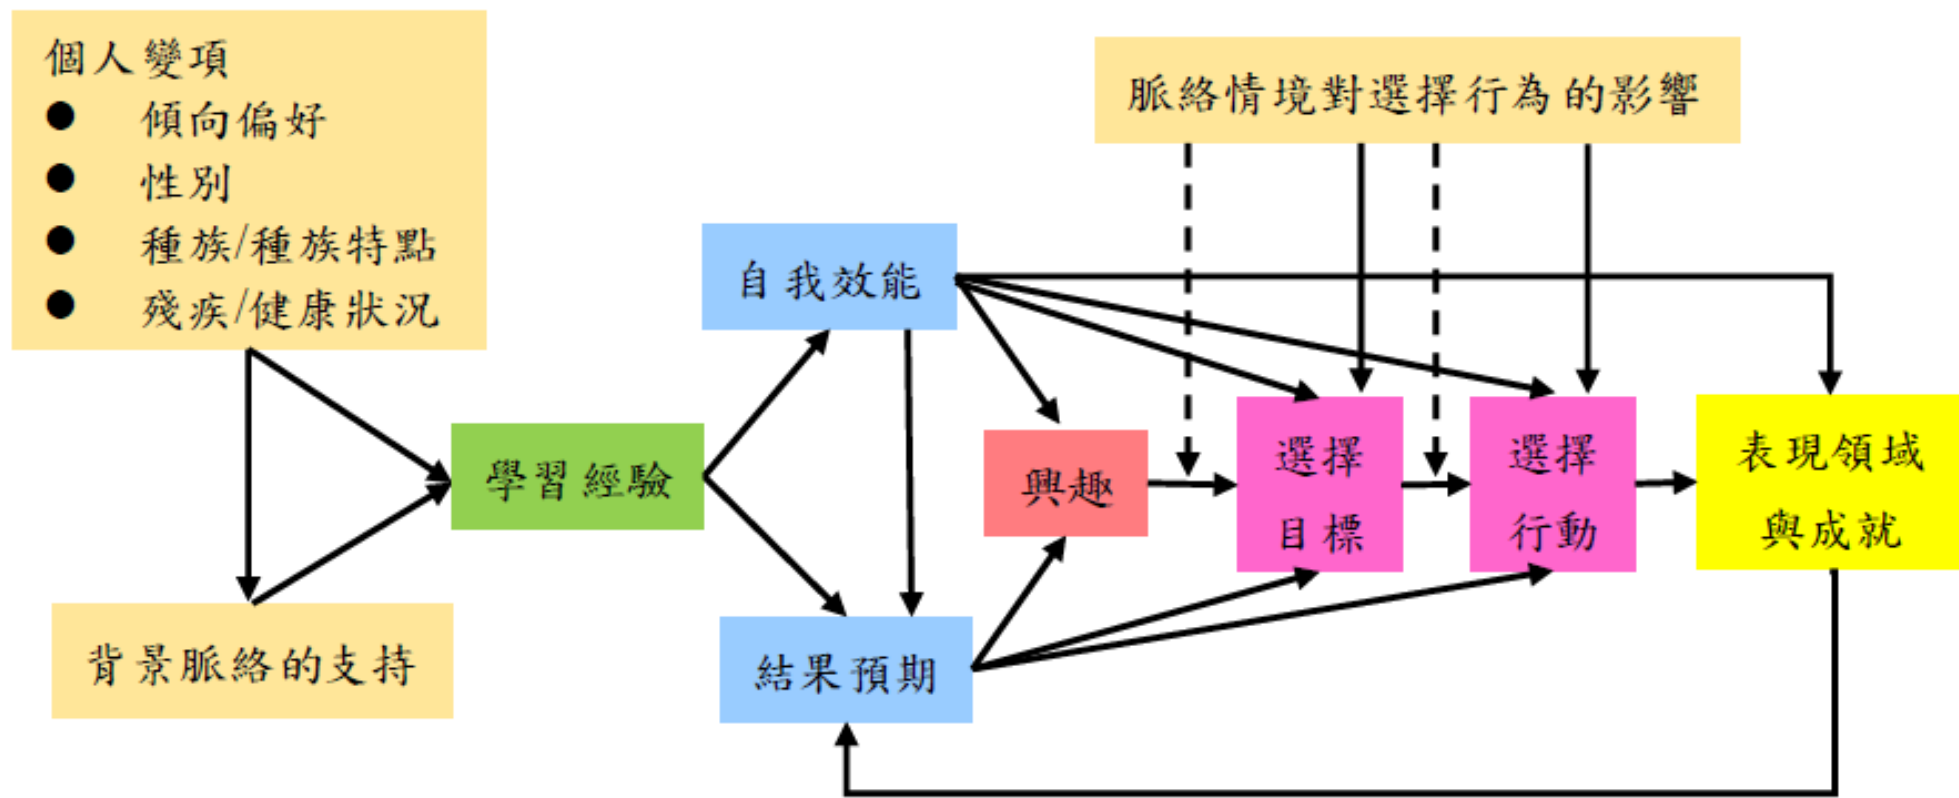 個人變項
● 傾向偏好
● 性別
● 種族/種族特點
● 殘疾/健康狀況
脈絡情境對選擇行為的影響
自我效能
學習經驗
興趣
選擇
目標
選擇
行動
表現領域
與成就
背景脈絡的支持
結果預期